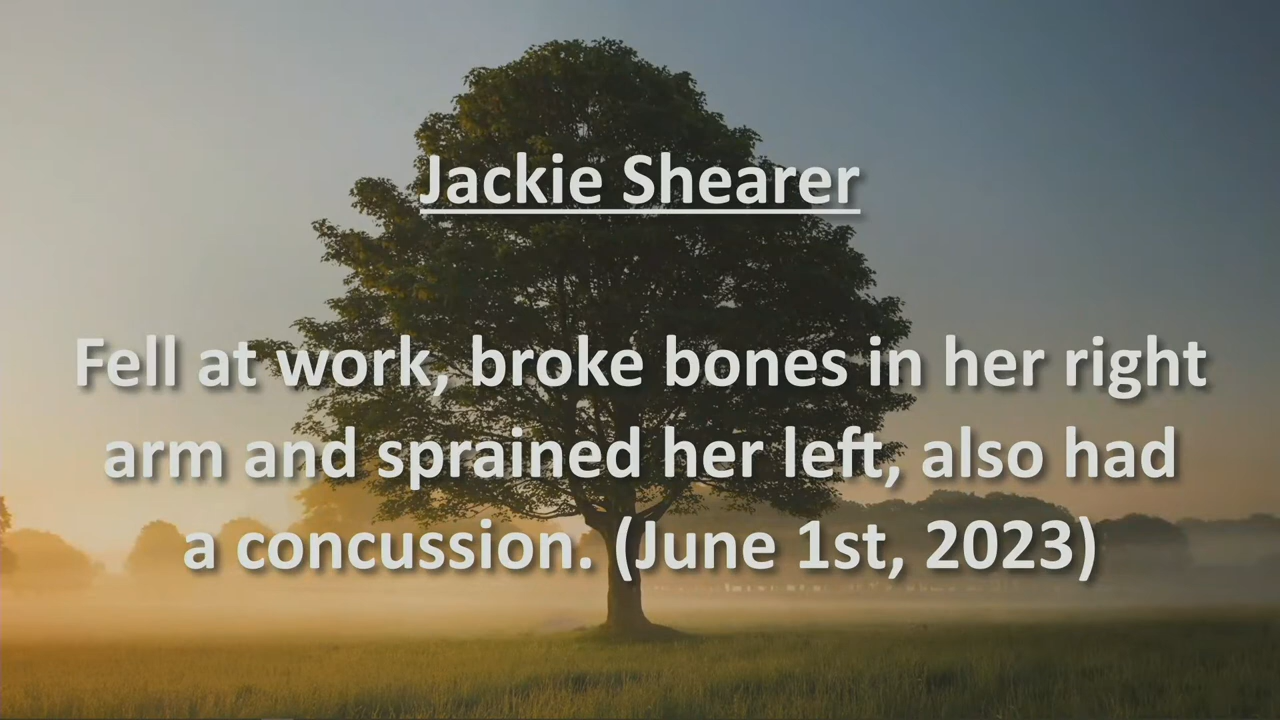 Jackie Shearer
Fell at work, broke bones in her right
arm and sprained her left, also had
a concussion. (June 1st, 2023)